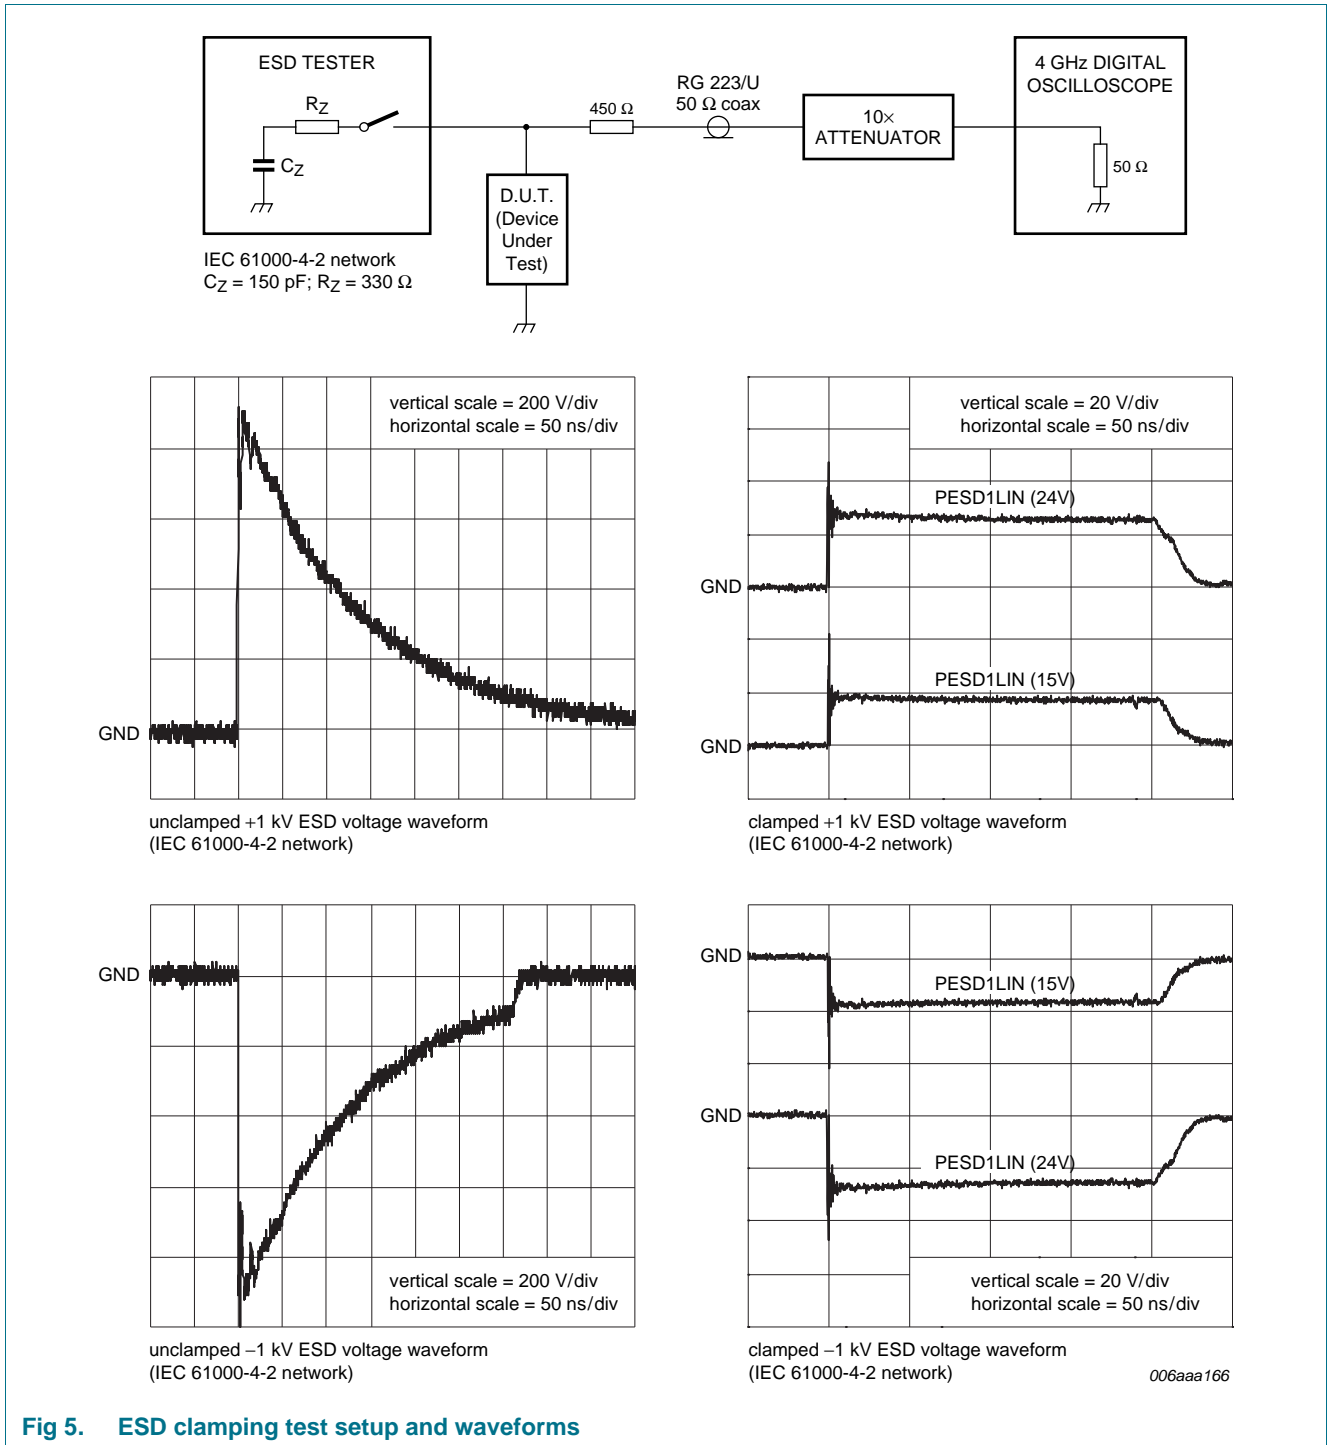 ESD TESTER
RZ
CZ
IEC 61000-4-2 network
CZ = 150 pF; RZ = 330 Ω
D.U.T.
(Device
Under
Test)
450 Ω
RG 223/U
50 Ω coax
10×
ATTENUATOR
4 GHz DIGITAL
OSCILLOSCOPE
50 Ω
vertical scale = 200 V/div
horizontal scale = 50 ns/div
GND
unclamped +1 kV ESD voltage waveform
(IEC 61000-4-2 network)
vertical scale = 20 V/div
horizontal scale = 50 ns/div
PESD1LIN (24V)
GND
PESD1LIN (15V)
GND
clamped +1 kV ESD voltage waveform
(IEC 61000-4-2 network)
GND
vertical scale = 200 V/div
horizontal scale = 50 ns/div
unclamped −1 kV ESD voltage waveform
(IEC 61000-4-2 network)
GND
PESD1LIN (15V)
GND
PESD1LIN (24V)
vertical scale = 20 V/div
horizontal scale = 50 ns/div
clamped −1 kV ESD voltage waveform
(IEC 61000-4-2 network)
006aaa166
Fig 5. ESD clamping test setup and waveforms